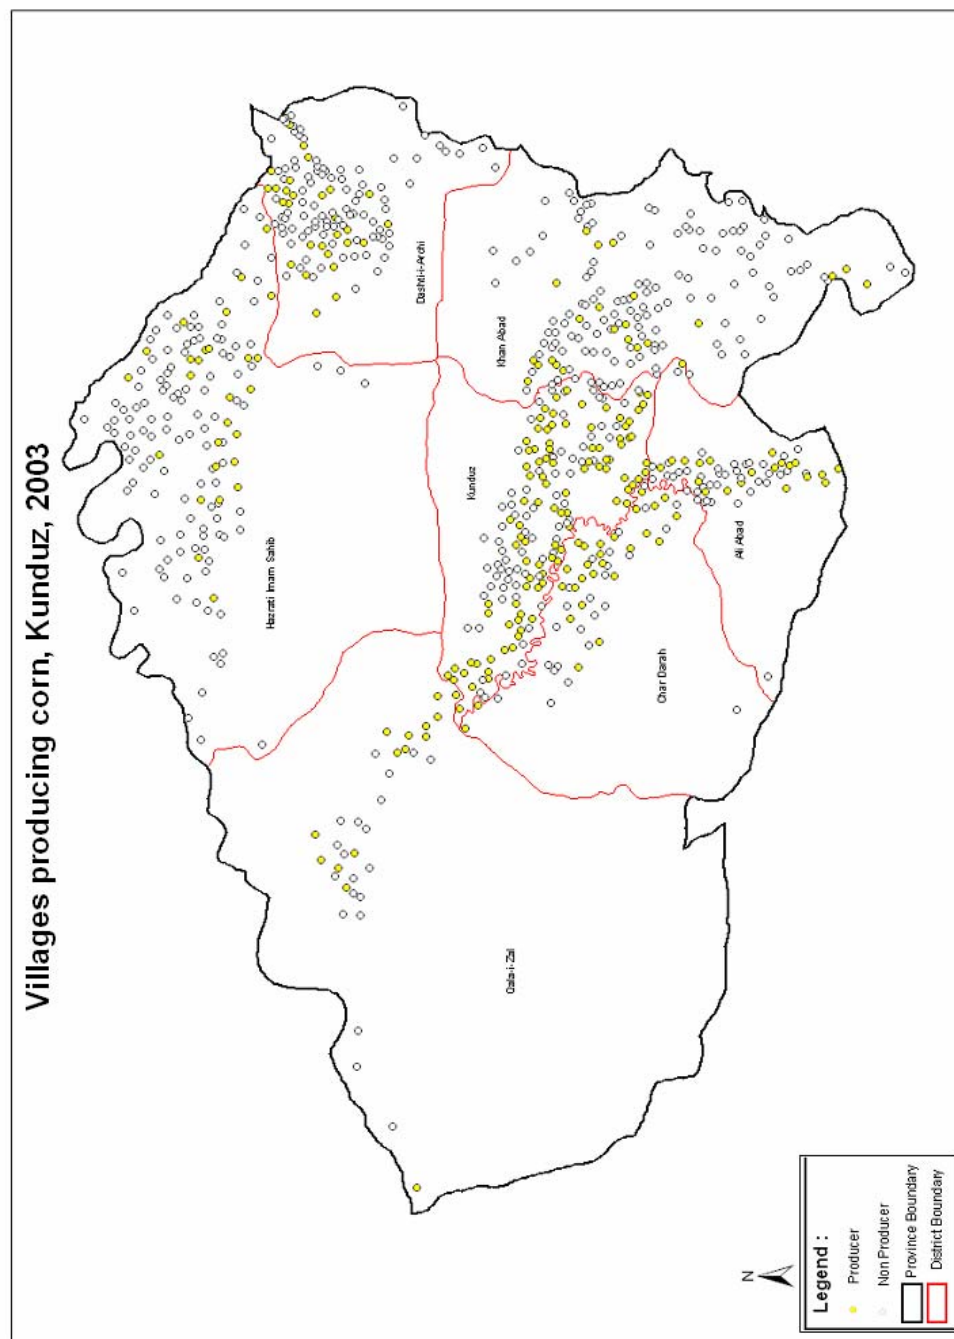 Villages producing corn, Kunduz, 2003
Hazrati Imam Sahib
Dashti-i-Archi
Kunduz
Khan Abad
Qala-i-Zal
Char Darah
Ali Abad
N
Legend :
Producer
Non Producer
Province Boundary
District Boundary